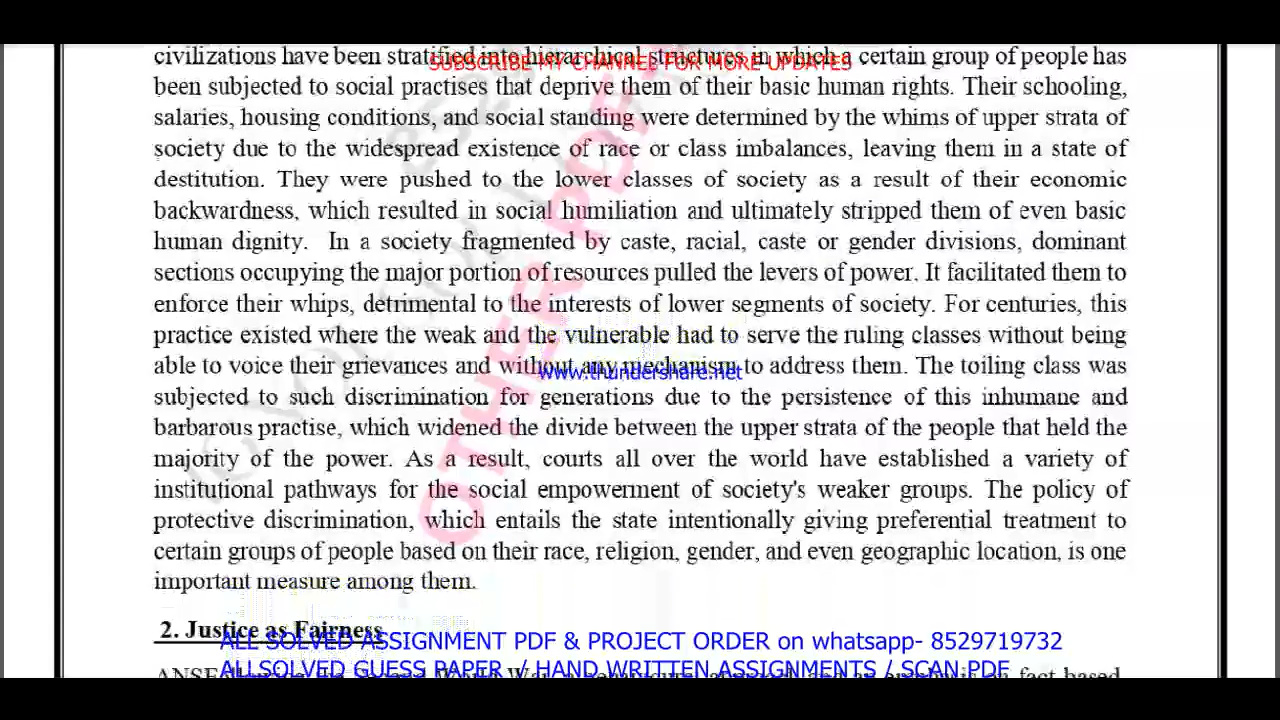 civilizations have been stratified into hierarchical structures in which a certain group of people has
SUBSCRIBE MY CHANNEL FOR MORE UPDATES
been subjected to social practises that deprive them of their basic human rights. Their schooling,
salaries, housing conditions, and social standing were determined by the whims of upper strata of
society due to the widespread existence of race or class imbalances, leaving them in a state of
destitution. They were pushed to the lower classes of society as a result of their economic
backwardness, which resulted in social humiliation and ultimately stripped them of even basic
human dignity. In a society fragmented by caste, racial, caste or gender divisions, dominant
sections occupying the major portion of resources pulled the levers of power. It facilitated them to
enforce their whips, detrimental to the interests of lower segments of society. For centuries, this
practice existed where the weak and the vulnerable had to serve the ruling classes without being
able to voice their grievances and without any mechanism to address them. The toiling class was
www.thundershare.net
subjected to such discrimination for generations due to the persistence of this inhumane and
barbarous practise, which widened the divide between the upper strata of the people that held the
majority of the power. As a result, courts all over the world have established a variety of
institutional pathways for the social empowerment of society's weaker groups. The policy of
protective discrimination, which entails the state intentionally giving preferential treatment to
certain groups of people based on their race, religion, gender, and even geographic location, is one
important measure among them.
OTHER PDF
2. Justice as Fairness
ALL SOLVED ASSIGNMENT PDF & PROJECT ORDER on whatsapp- 8529719732
ALLSOLVED GUESS PAPER / HAND WRITTEN ASSIGNMENTS / SCAN PDF
fact based